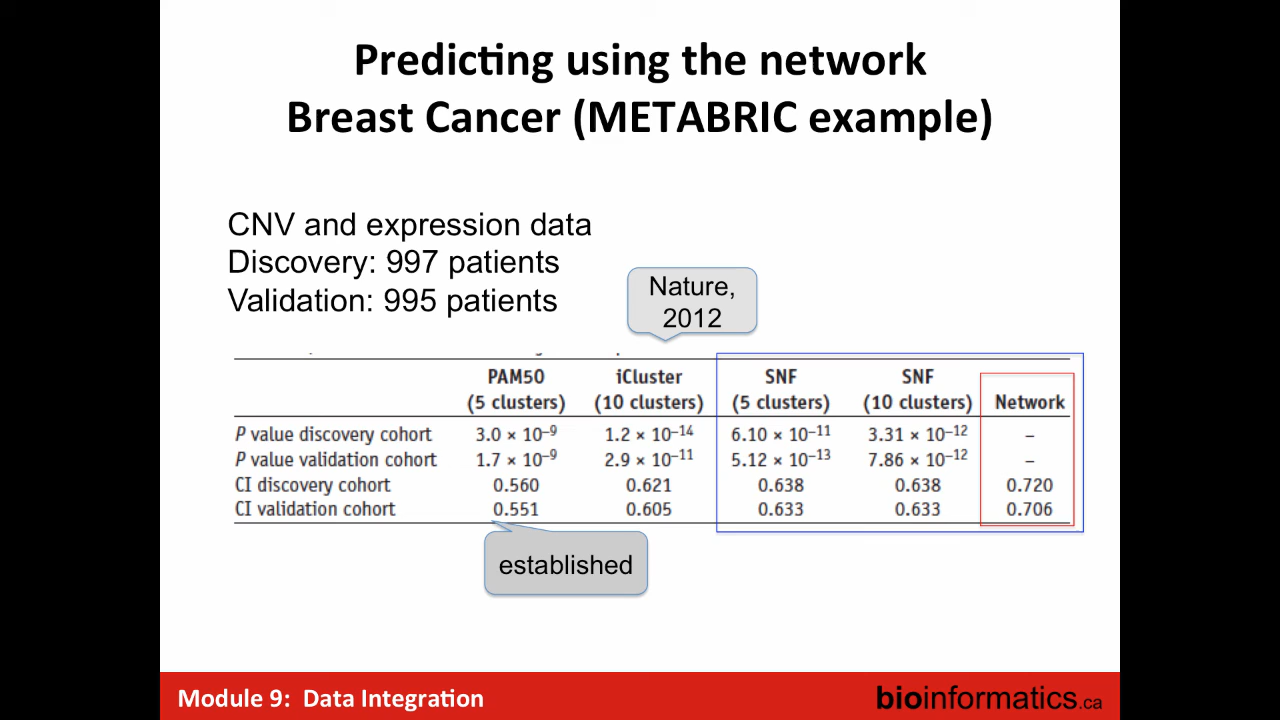 Predicting using the network
Breast Cancer (METABRIC example)
CNV and expression data
Discovery: 997 patients
Validation: 995 patients
Nature,
2012
PAM50 iCluster SNF SNF
(5 clusters) (10 clusters) (5 clusters) (10 clusters) Network
P value discovery cohort 3.0 × 10⁻⁹ 1.2 × 10⁻¹⁴ 6.10 × 10⁻¹¹ 3.31 × 10⁻¹² –
P value validation cohort 1.7 × 10⁻⁹ 2.9 × 10⁻¹¹ 5.12 × 10⁻¹³ 7.86 × 10⁻¹² –
CI discovery cohort 0.560 0.621 0.638 0.638 0.720
CI validation cohort 0.551 0.605 0.633 0.633 0.706
established
Module 9: Data Integration
bioinformatics.ca